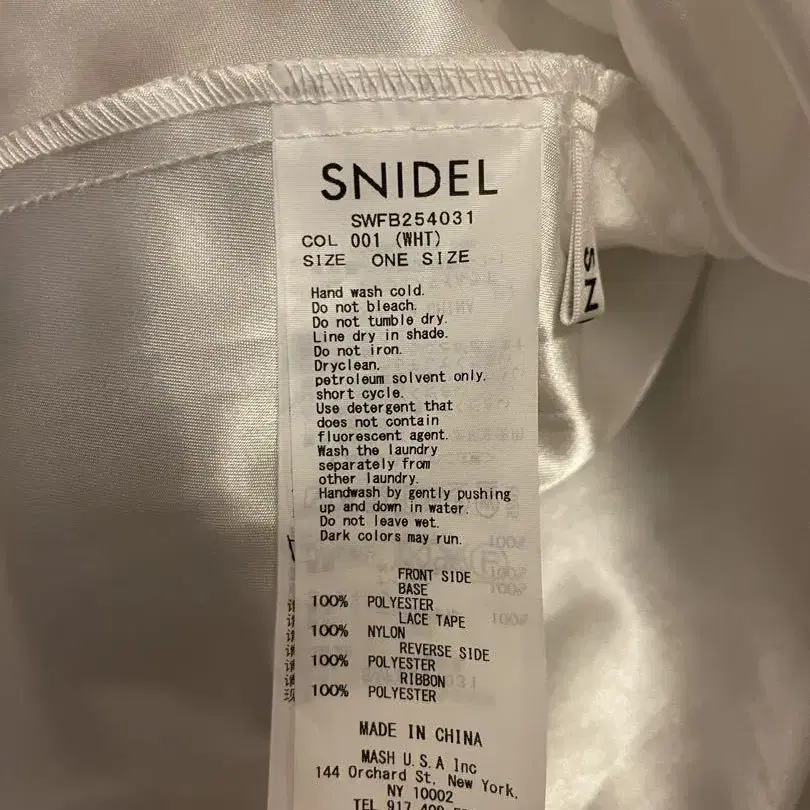 SNIDEL
SWFB254031
COL 001 (WHT)
SIZE ONE SIZE
Hand wash cold.
Do not bleach.
Do not tumble dry.
Line dry in shade.
Do not iron.
Dryclean,
petroleum solvent only.
short cycle.
Use detergent that
does not contain
fluorescent agent.
Wash the laundry
separately from
other laundry.
Handwash by gently pushing
up and down in water.
Do not leave wet.
Dark colors may run.
FRONT SIDE
BASE
100% POLYESTER
LACE TAPE
100% NYLON
REVERSE SIDE
100% POLYESTER
RIBBON
100% POLYESTER
MADE IN CHINA
MASH U.S.A Inc
144 Orchard St, New York,
NY 10002
TEL 917
SNI